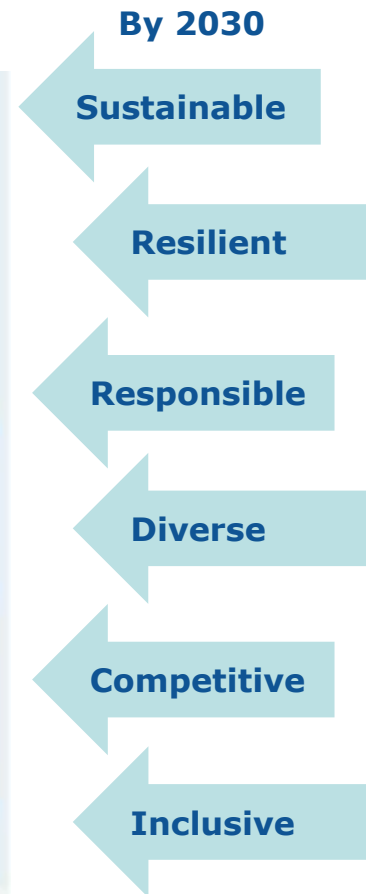 By 2030
Sustainable
Resilient
Responsible
Diverse
Competitive
Inclusive